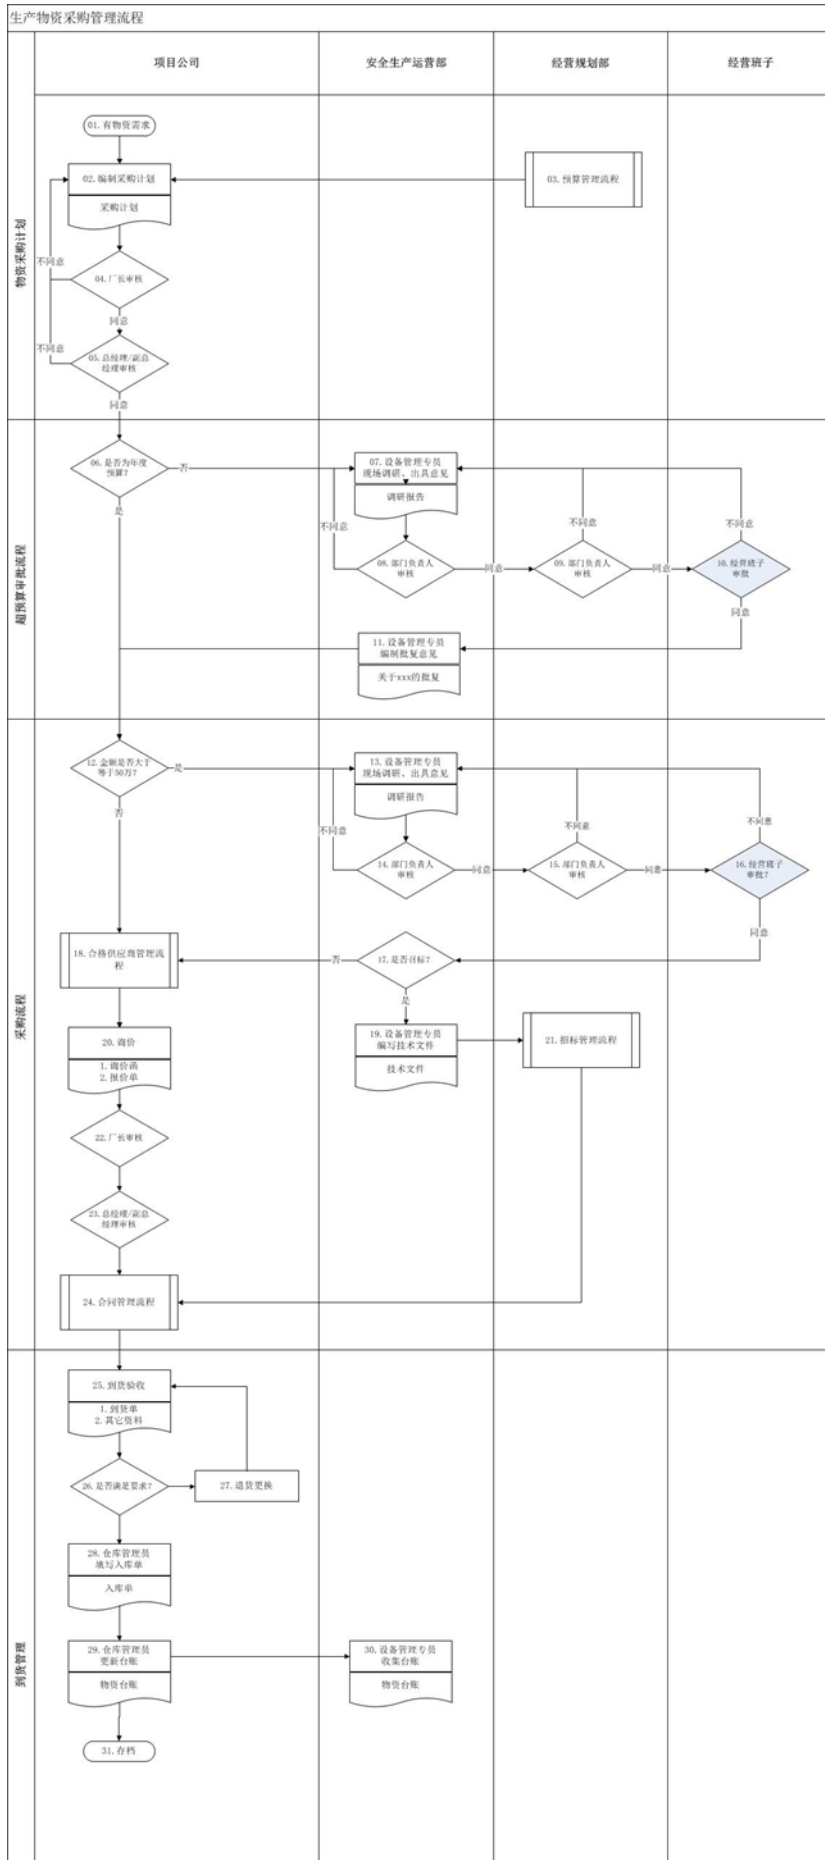 生产物资采购管理流程
项目公司
安全生产运营部
经营规划部
经营班子
物资采购计划
01.有物资需求
02.编制采购计划
采购计划
03.预算管理流程
不同意
04.厂长审核
同意
不同意
05.总经理/副总
经理审核
同意
超预算审批流程
06.是否为年度
预算?
否
是
07.设备管理专员
现场调研、出具意见
调研报告
不同意
不同意
不同意
08.部门负责人
审核
同意
09.部门负责人
审核
同意
10.经营班子
审批
同意
11.设备管理专员
编制批复意见
关于xxx的批复
采购流程
12.金额是否大于
等于50万?
是
否
13.设备管理专员
现场调研、出具意见
调研报告
不同意
不同意
不同意
14.部门负责人
审核
同意
15.部门负责人
审核
同意
16.经营班子
审批?
同意
17.是否召标?
否
是
18.合格供应商管理流
程
19.设备管理专员
编写技术文件
技术文件
20.询价
1.询价函
2.报价单
21.招标管理流程
22.厂长审核
23.总经理/副总
经理审核
24.合同管理流程
到货管理
25.到货验收
1.到货单
2.其它资料
26.是否满足要求?
27.退货更换
28.仓库管理员
填写入库单
入库单
29.仓库管理员
更新台账
物资台账
30.设备管理专员
收集台账
物资台账
31.存档